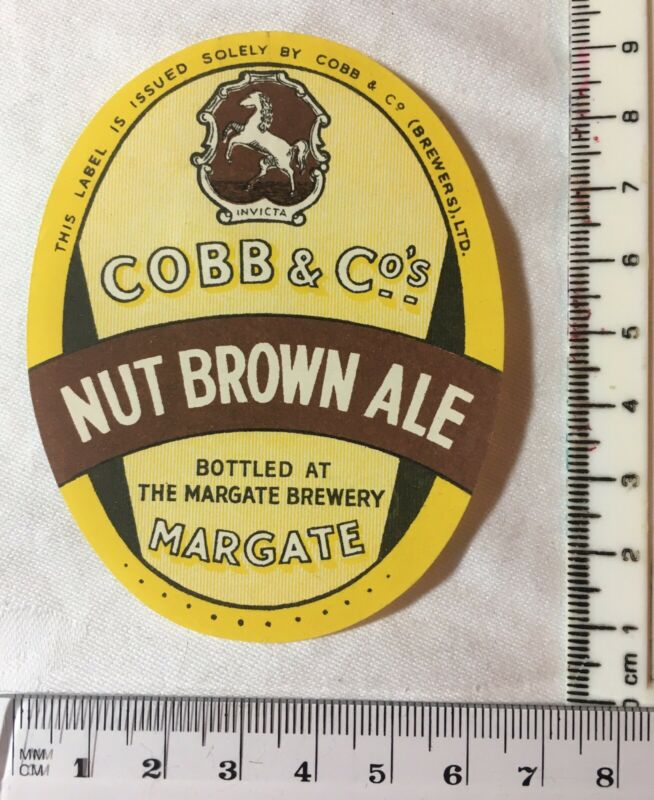 THIS LABEL IS ISSUED SOLELY BY COBB & Co (BREWERS), LTD.
INVICTA
COBB & Co's
NUT BROWN ALE
BOTTLED AT
THE MARGATE BREWERY
MARGATE
9
8
7
6
5
4
3
2
1
0 cm
MM
CM 1 2 3 4 5 6 7 8